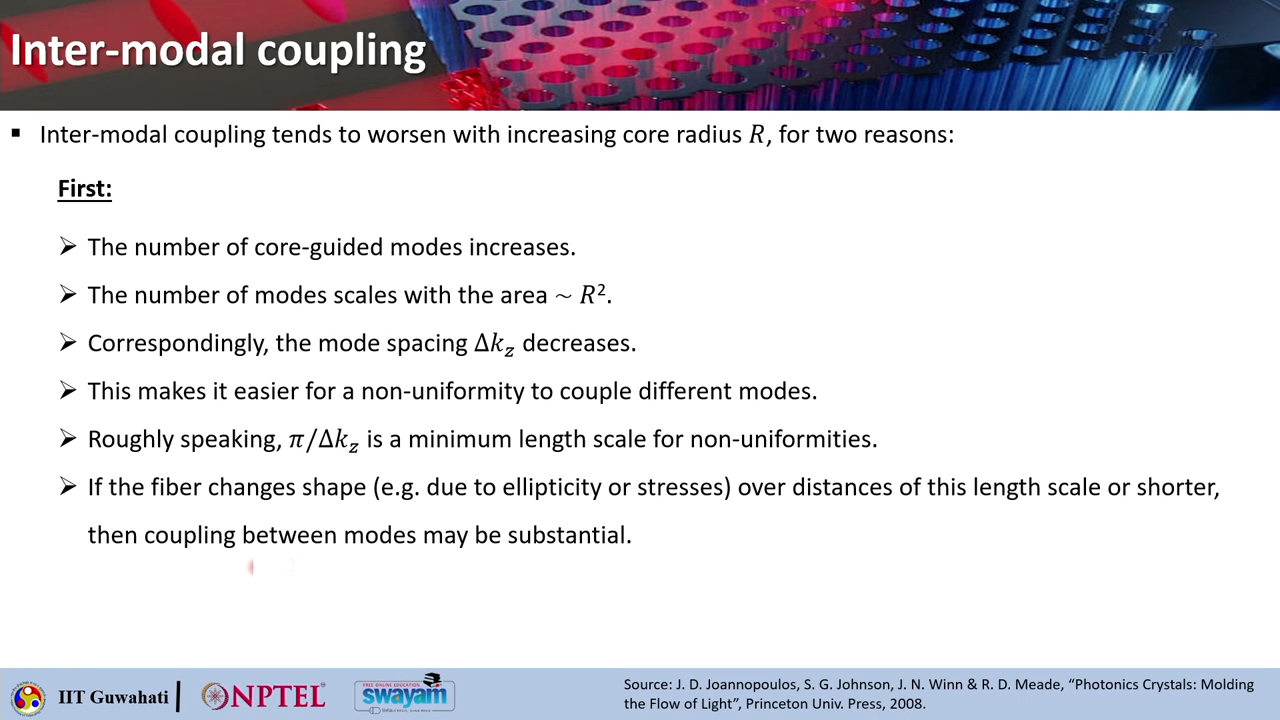 Inter-modal coupling
▪ Inter-modal coupling tends to worsen with increasing core radius R, for two reasons:
First:
➢ The number of core-guided modes increases.
➢ The number of modes scales with the area ~ R².
➢ Correspondingly, the mode spacing Δk_z decreases.
➢ This makes it easier for a non-uniformity to couple different modes.
➢ Roughly speaking, π/Δk_z is a minimum length scale for non-uniformities.
➢ If the fiber changes shape (e.g. due to ellipticity or stresses) over distances of this length scale or shorter,
then coupling between modes may be substantial.
IIT Guwahati
NPTEL
FREE ONLINE EDUCATION
swayam
Source: J. D. Joannopoulos, S. G. Johnson, J. N. Winn & R. D. Meade, “Photonics Crystals: Molding
the Flow of Light”, Princeton Univ. Press, 2008.